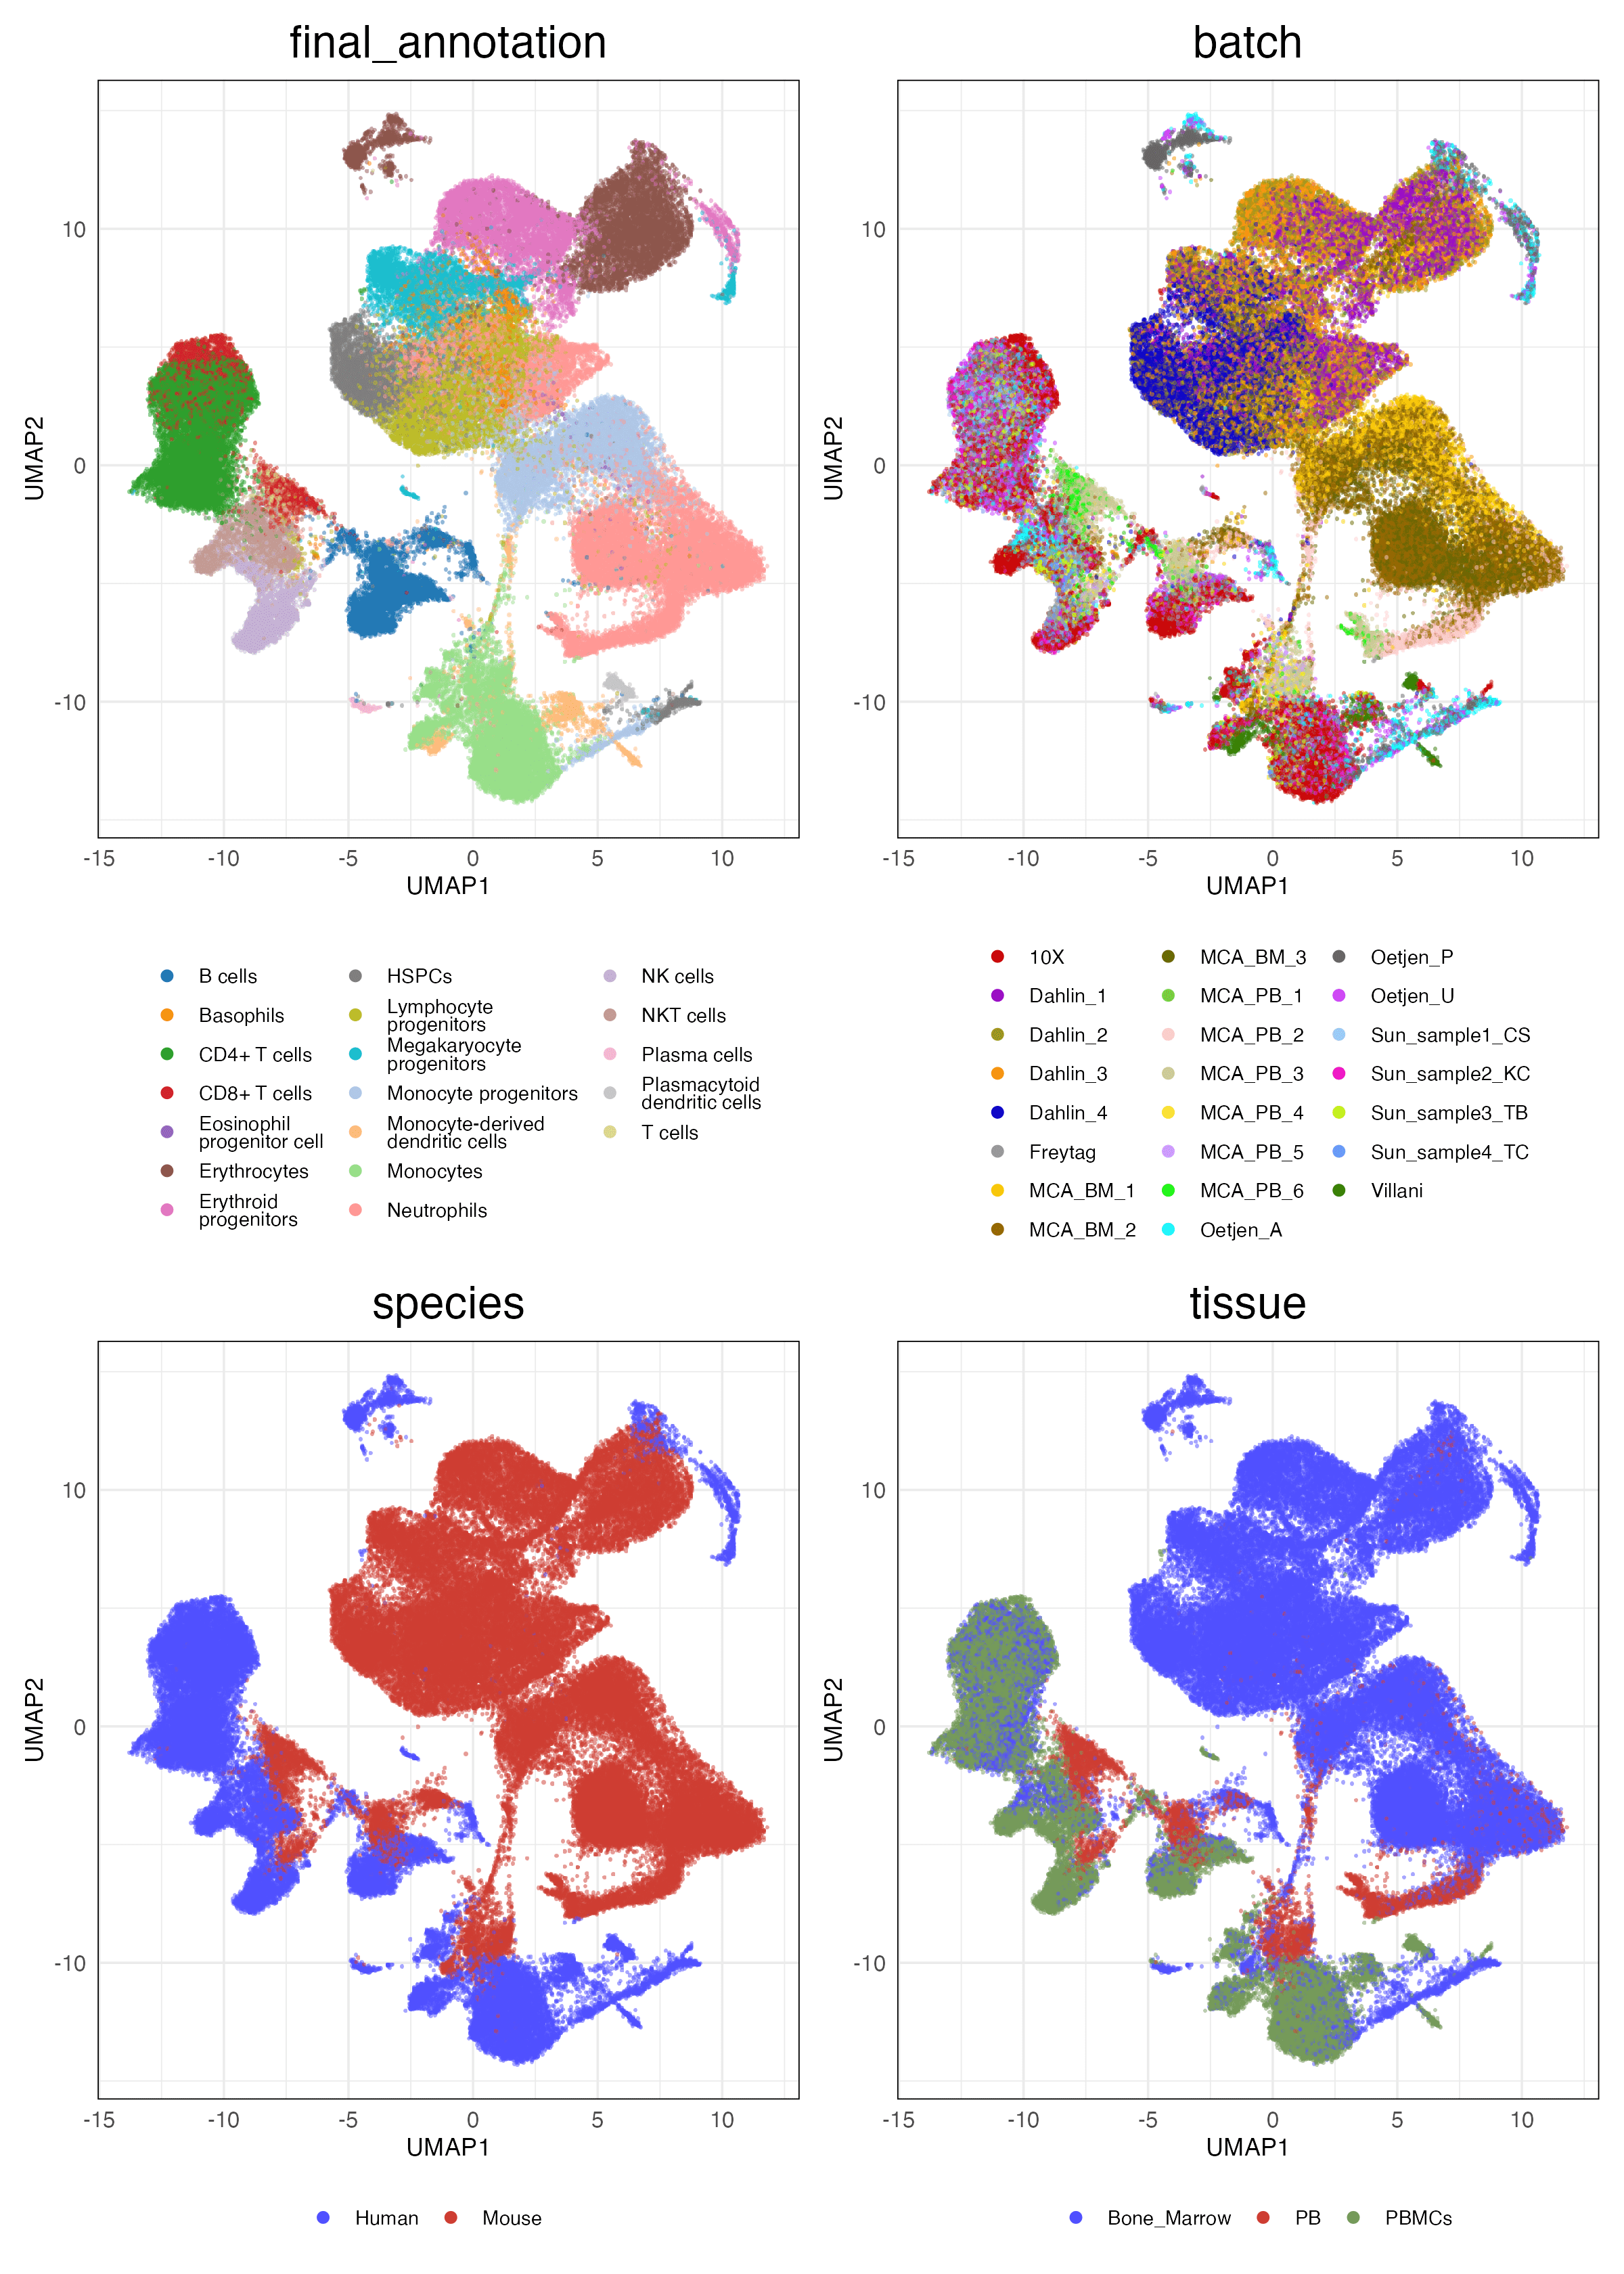 final_annotation
batch
10
0
-10
UMAP2
-15 -10 -5 0 5 10
UMAP1
10
0
-10
UMAP2
-15 -10 -5 0 5 10
UMAP1
B cells
Basophils
CD4+ T cells
CD8+ T cells
Eosinophil
progenitor cell
Erythrocytes
Erythroid
progenitors
HSPCs
Lymphocyte
progenitors
Megakaryocyte
progenitors
Monocyte progenitors
Monocyte-derived
dendritic cells
Monocytes
Neutrophils
NK cells
NKT cells
Plasma cells
Plasmacytoid
dendritic cells
T cells
10X
Dahlin_1
Dahlin_2
Dahlin_3
Dahlin_4
Freytag
MCA_BM_1
MCA_BM_2
MCA_BM_3
MCA_PB_1
MCA_PB_2
MCA_PB_3
MCA_PB_4
MCA_PB_5
MCA_PB_6
Oetjen_A
Oetjen_P
Oetjen_U
Sun_sample1_CS
Sun_sample2_KC
Sun_sample3_TB
Sun_sample4_TC
Villani
species
tissue
10
0
-10
UMAP2
-15 -10 -5 0 5 10
UMAP1
10
0
-10
UMAP2
-15 -10 -5 0 5 10
UMAP1
Human Mouse
Bone_Marrow PB PBMCs